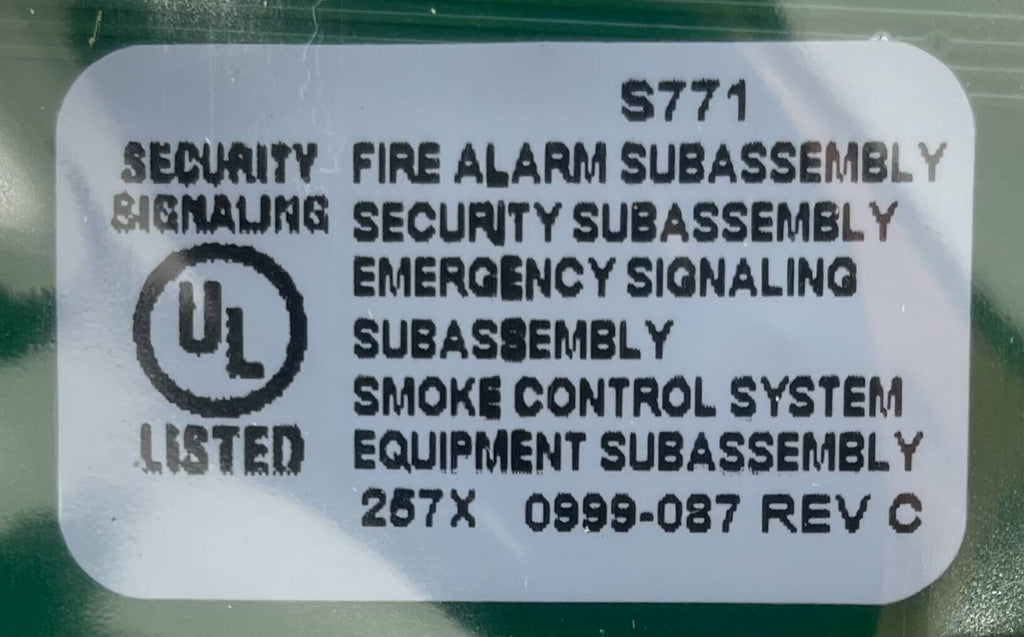 S771
SECURITY
SIGNALING
UL
LISTED
FIRE ALARM SUBASSEMBLY
SECURITY SUBASSEMBLY
EMERGENCY SIGNALING
SUBASSEMBLY
SMOKE CONTROL SYSTEM
EQUIPMENT SUBASSEMBLY
257X 0999-087 REV C